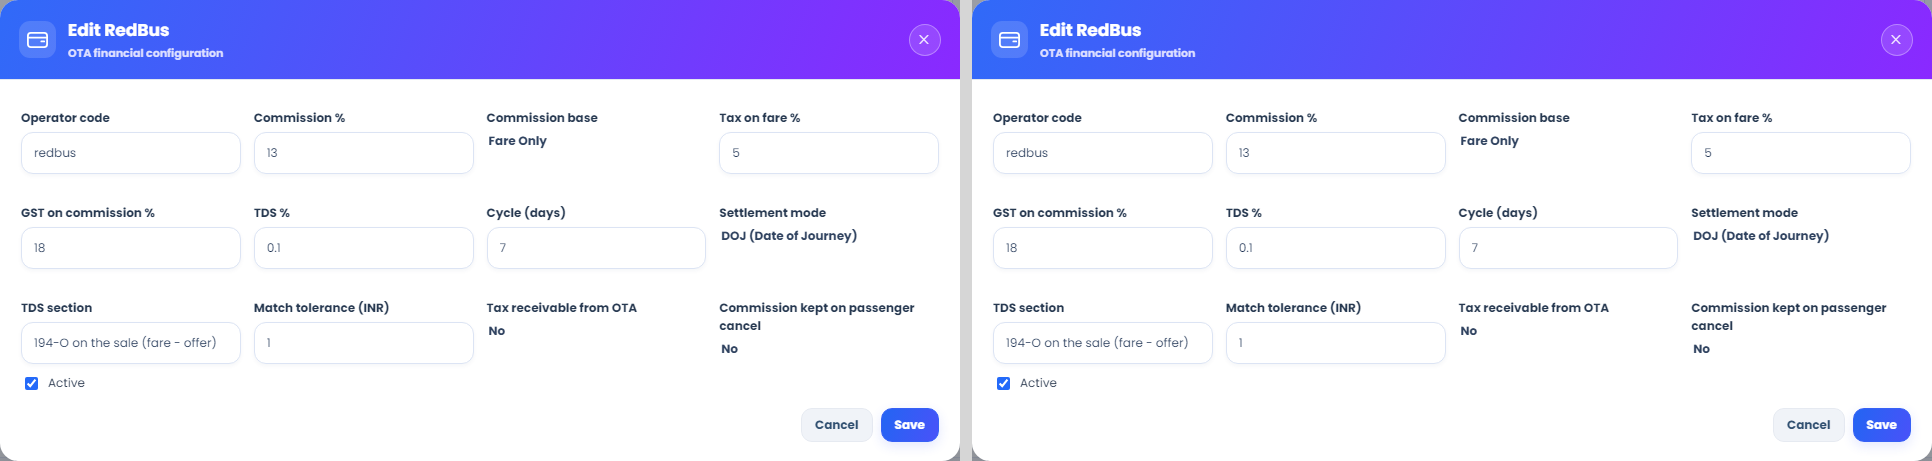 Edit RedBus
OTA financial configuration
Operator code
Commission %
Commission base
Tax on fare %
redbus
13
Fare Only
5
GST on commission %
TDS %
Cycle (days)
Settlement mode
18
0.1
7
DOJ (Date of Journey)
TDS section
Match tolerance (INR)
Tax receivable from OTA
Commission kept on passenger
cancel
194-O on the sale (fare - offer)
1
No
No
Active
Cancel
Save
Edit RedBus
OTA financial configuration
Operator code
Commission %
Commission base
Tax on fare %
redbus
13
Fare Only
5
GST on commission %
TDS %
Cycle (days)
Settlement mode
18
0.1
7
DOJ (Date of Journey)
TDS section
Match tolerance (INR)
Tax receivable from OTA
Commission kept on passenger
cancel
194-O on the sale (fare - offer)
1
No
No
Active
Cancel
Save